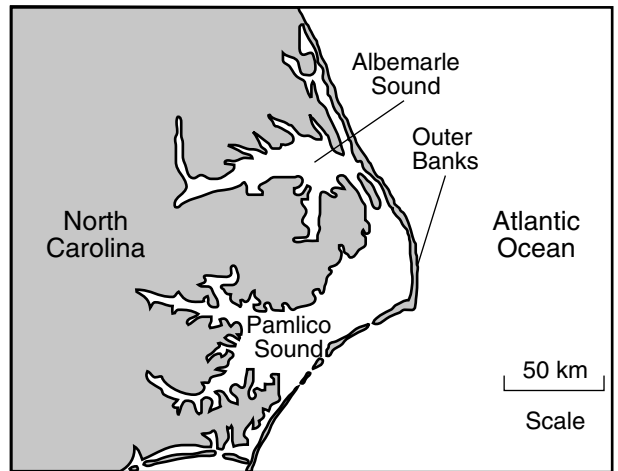 Albemarle
Sound
Outer
Banks
North
Carolina
Atlantic
Ocean
Pamlico
Sound
50 km
Scale